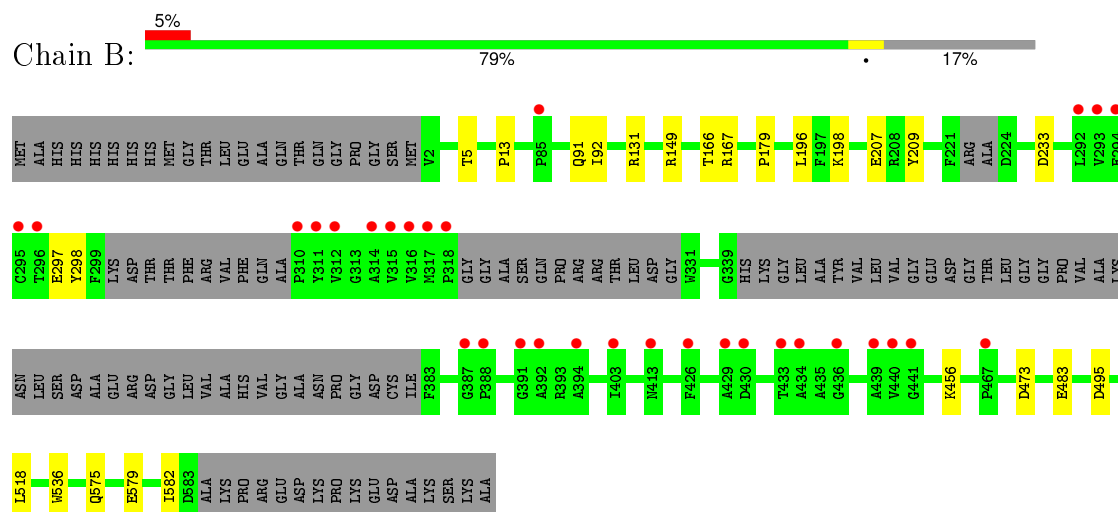 5%
Chain B:
79% • 17%
MET ALA HIS HIS HIS HIS HIS HIS MET GLY THR LEU GLU ALA GLN THR GLN GLY PRO GLY SER MET V2 T5 P13 P85 Q91 I92 R131 R149 T166 R167 P179 L196 F197 K198 E207 R208 Y209 F221 ARG ALA D224 D233 L292 V293 E294
C295 T296 E297 Y298 F299 LYS ASP THR THR PHE ARG VAL PHE GLN ALA P310 Y311 V312 G313 A314 V315 V316 M317 P318 GLY GLY ALA SER GLN PRO ARG ARG THR LEU ASP GLY W331 G339 HIS LYS GLY LEU ALA TYR VAL LEU VAL GLY GLU ASP GLY THR LEU GLY GLY PRO VAL ALA LYS
ASN LEU SER ASP ALA GLU ARG ASP GLY LEU VAL ALA HIS VAL GLY ALA ASN PRO GLY ASP CYS ILE F383 G387 P388 G391 A392 R393 A394 I403 N413 F426 A429 D430 T433 A434 A435 G436 A439 V440 G441 K456 P467 D473 E483 D495
L518 W536 Q575 E579 I582 D583 ALA LYS PRO ARG GLU ASP LYS PRO LYS GLU ASP ALA LYS SER LYS ALA